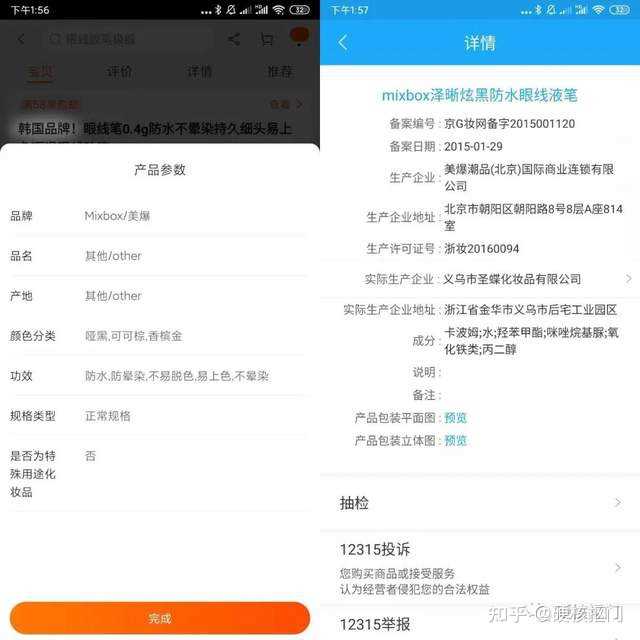 下午1:56
32
宝贝
评价
详情
推荐
满58享包邮
查看 >
韩国品牌！眼线笔0.4g防水不晕染持久细头易上
产品参数
品牌 Mixbox/美爆
品名 其他/other
产地 其他/other
颜色分类 哑黑,可可棕,香槟金
功效 防水,防晕染,不易脱色,易上色,不晕染
规格类型 正常规格
是否为特
殊用途化
妆品
否
完成
下午1:57
32
详情
mixbox泽晰炫黑防水眼线液笔
备案编号： 京G妆网备字2015001120
备案日期： 2015-01-29
生产企业： 美爆潮品(北京)国际商业连锁有限
公司
生产企业地址： 北京市朝阳区朝阳路8号8层A座814
室
生产许可证号： 浙妆20160094
实际生产企业： 义乌市圣蝶化妆品有限公司
实际生产企业地址： 浙江省金华市义乌市后宅工业园区
成分： 卡波姆;水;羟苯甲酯;咪唑烷基脲;氧
化铁类;丙二醇
说明：
备注：
产品包装平面图： 预览
产品包装立体图： 预览
抽检
12315投诉
您购买商品或接受服务
认为经营者侵犯您的合法权益
12315举报
知乎 @硬核抠门